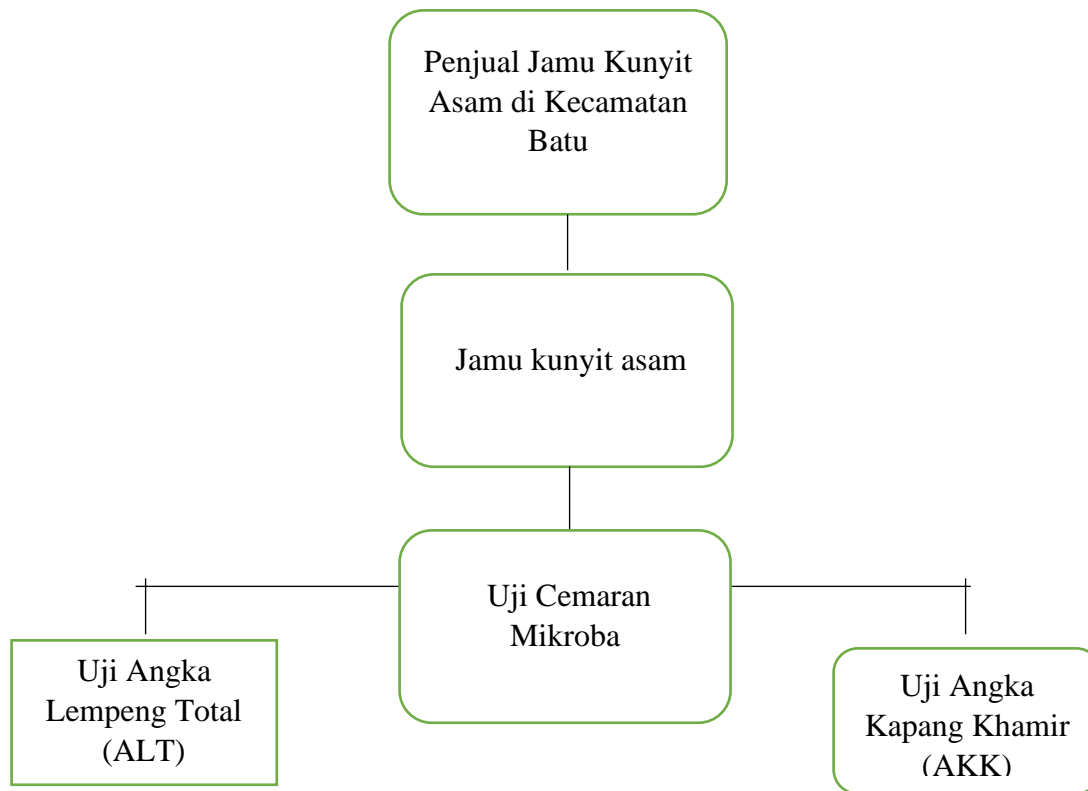 Penjual Jamu Kunyit
Asam di Kecamatan
Batu
Jamu kunyit asam
Uji Cemaran
Mikroba
Uji Angka
Lempeng Total
(ALT)
Uji Angka
Kapang Khamir
(AKK)